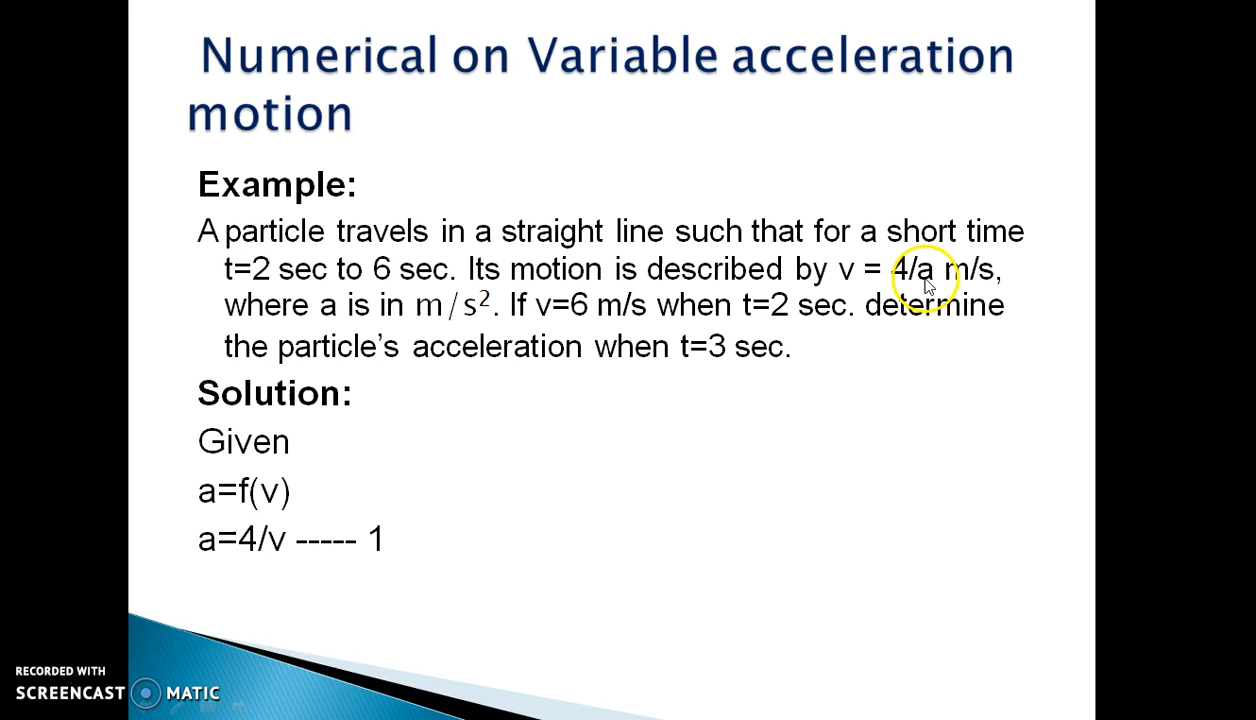 Numerical on Variable acceleration
motion
Example:
A particle travels in a straight line such that for a short time
t=2 sec to 6 sec. Its motion is described by v = 4/a m/s,
where a is in m/s². If v=6 m/s when t=2 sec. determine
the particle’s acceleration when t=3 sec.
Solution:
Given
a=f(v)
a=4/v ----- 1
RECORDED WITH
SCREENCAST MATIC